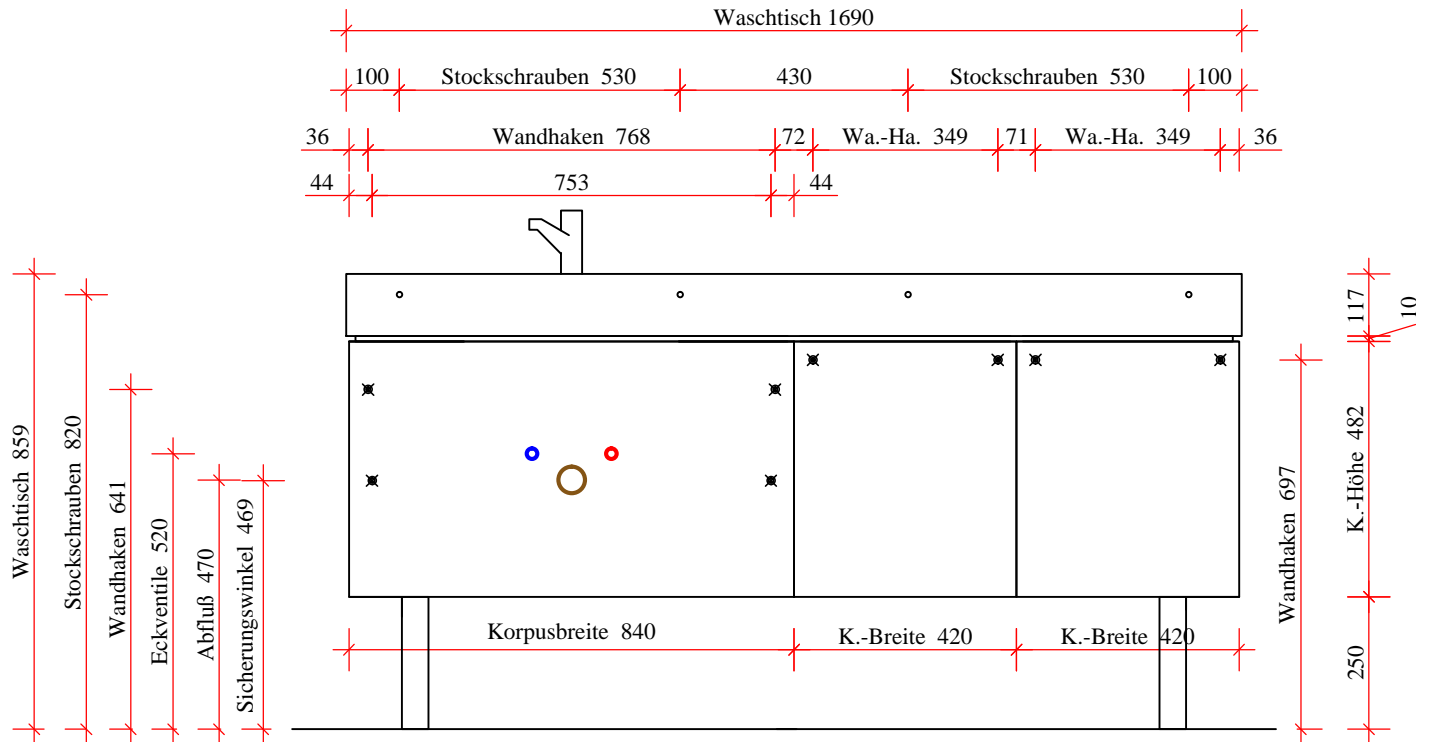 Waschtisch 1690
100 Stockschrauben 530 430 Stockschrauben 530 100
36 Wandhaken 768 72 Wa.-Ha. 349 71 Wa.-Ha. 349 36
44 753 44
Waschtisch 859
Stockschrauben 820
Wandhaken 641
Eckventile 520
Abfluß 470
Sicherungswinkel 469
Wandhaken 697
117
10
K.-Höhe 482
250
Korpusbreite 840 K.-Breite 420 K.-Breite 420